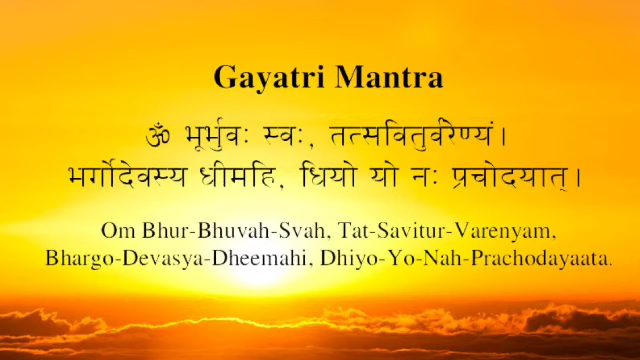 Gayatri Mantra
ॐ भूर्भुवः स्वः, तत्सवितुर्वरेण्यं।
भर्गोदेवस्य धीमहि, धियो यो नः प्रचोदयात्।
Om Bhur-Bhuvah-Svah, Tat-Savitur-Varenyam,
Bhargo-Devasya-Dheemahi, Dhiyo-Yo-Nah-Prachodayaata.